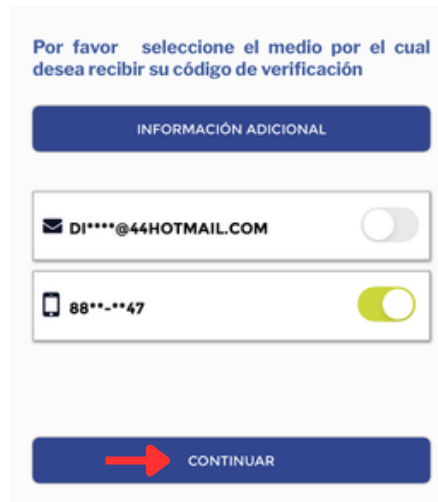 Por favor seleccione el medio por el cual
desea recibir su código de verificación
INFORMACIÓN ADICIONAL
DI****@44HOTMAIL.COM
88**-**47
CONTINUAR